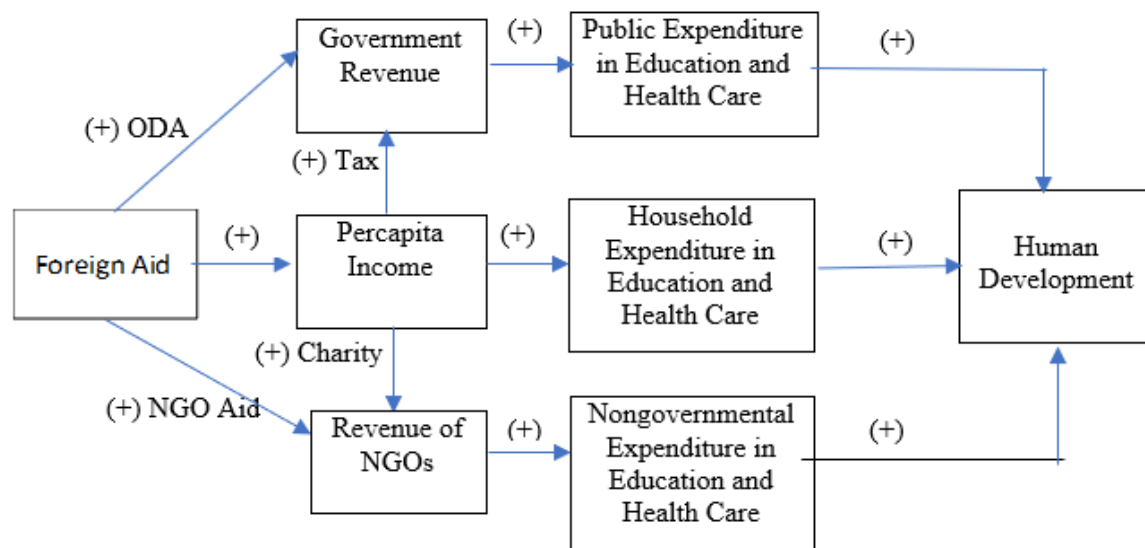 Government
Revenue
(+)
Public Expenditure
in Education and
Health Care
(+)
(+) ODA
(+) Tax
Foreign Aid
(+)
Percapita
Income
(+)
Household
Expenditure in
Education and
Health Care
(+)
Human
Development
(+) Charity
(+) NGO Aid
Revenue of
NGOs
(+)
Nongovernmental
Expenditure in
Education and
Health Care
(+)